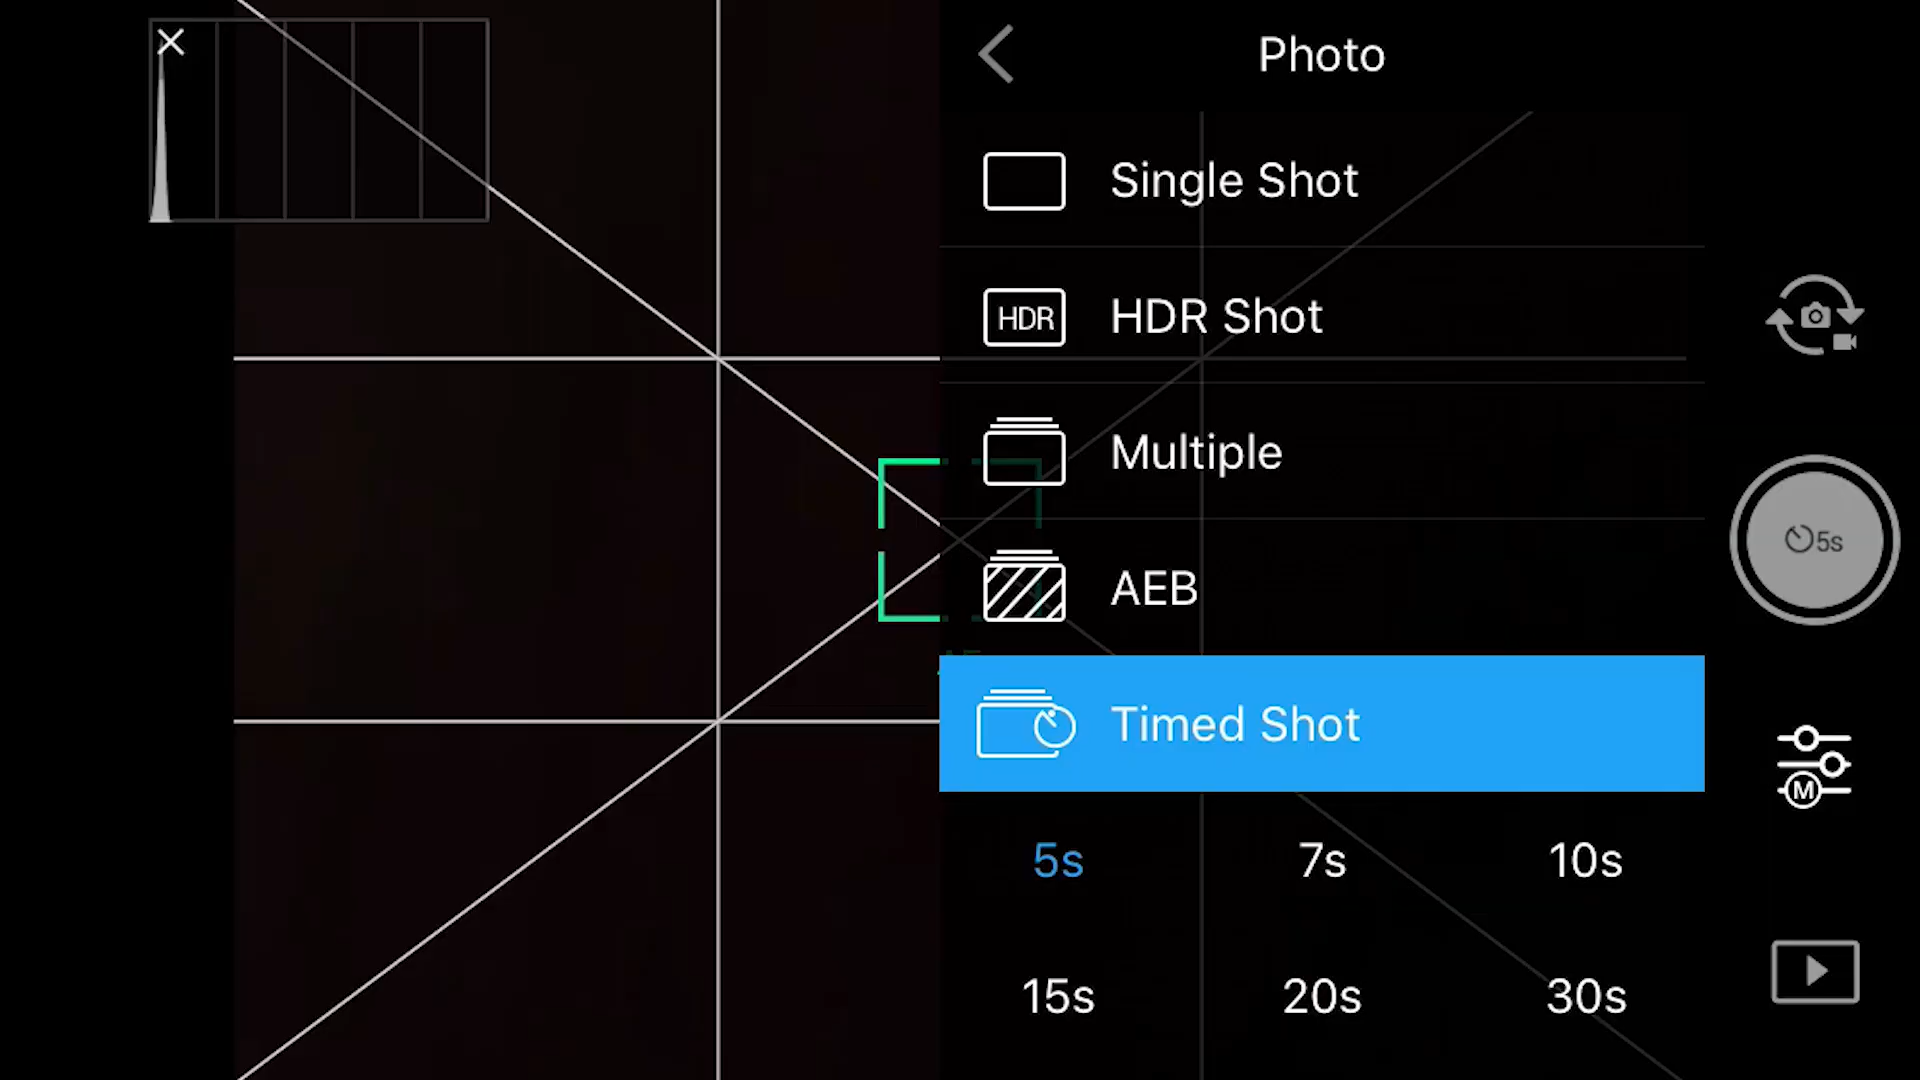 Photo
Single Shot
HDR
HDR Shot
Multiple
AEB
Timed Shot
5s
7s
10s
15s
20s
30s
5s
M